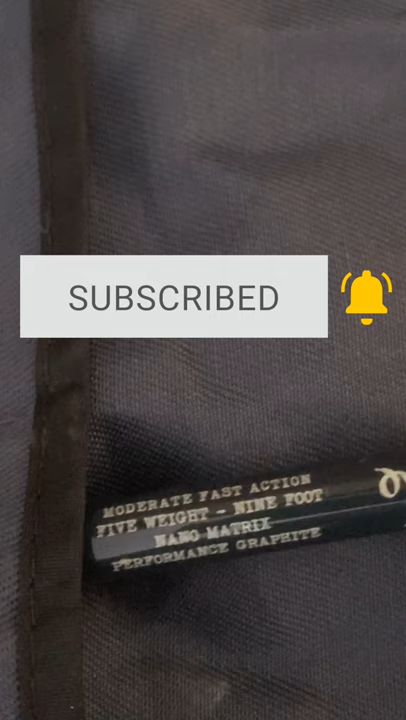 SUBSCRIBED
MODERATE FAST ACTION
FIVE WEIGHT - NINE FOOT
NANO MATRIX
PERFORMANCE GRAPHITE